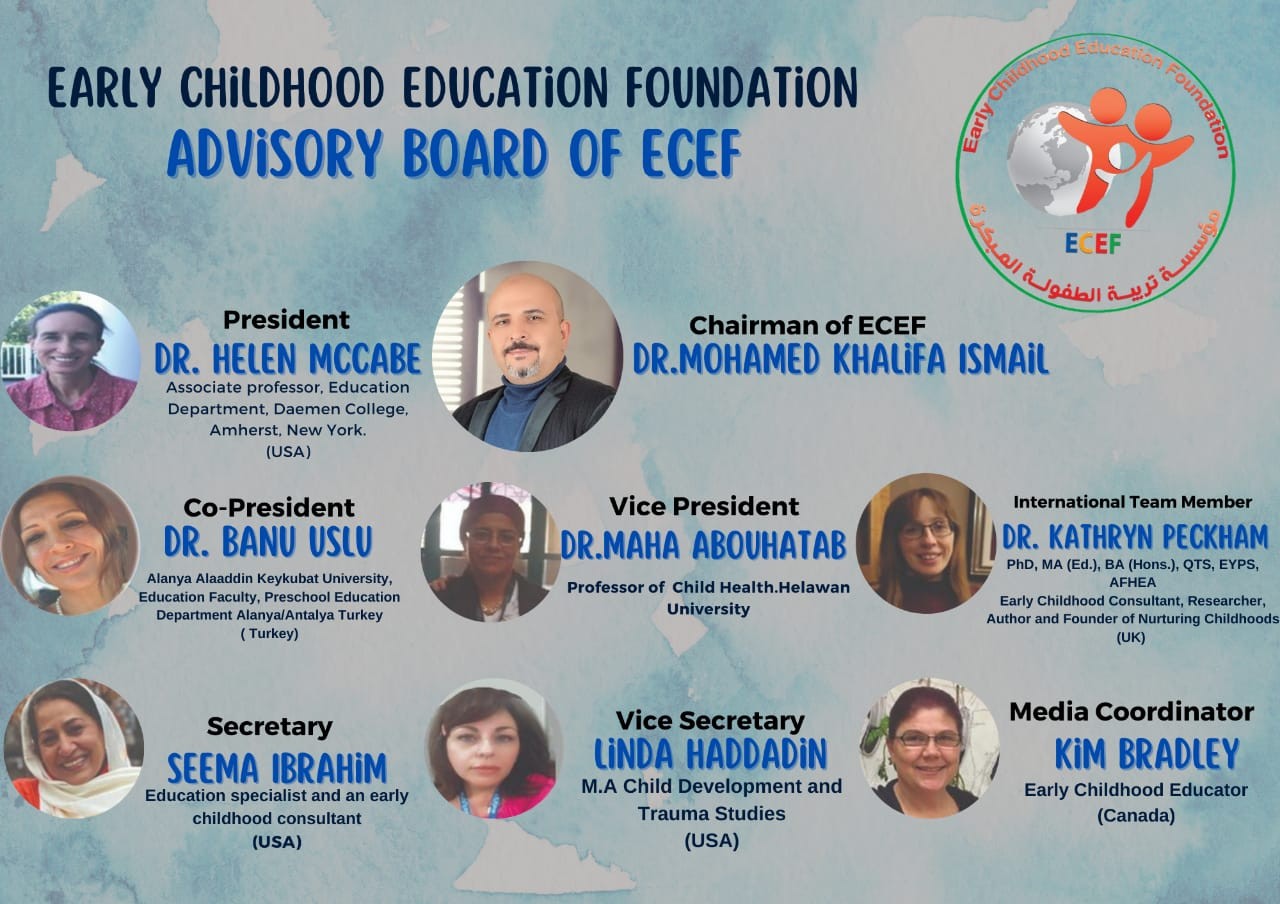 EARLY CHILDHOOD EDUCATION FOUNDATION
ADVISORY BOARD OF ECEF
Early Childhood Education Foundation
ECEF
مؤسسة تربية الطفولة المبكرة
President
DR. HELEN MCCABE
Associate professor, Education
Department, Daemen College,
Amherst, New York.
(USA)
Chairman of ECEF
DR.MOHAMED KHALIFA ISMAIL
Co-President
DR. BANU USLU
Alanya Alaaddin Keykubat University,
Education Faculty, Preschool Education
Department Alanya/Antalya Turkey
( Turkey)
Vice President
DR.MAHA ABOUHATAB
Professor of Child Health.Helawan
University
International Team Member
DR. KATHRYN PECKHAM
PhD, MA (Ed.), BA (Hons.), QTS, EYPS,
AFHEA
Early Childhood Consultant, Researcher,
Author and Founder of Nurturing Childhoods
(UK)
Secretary
SEEMA IBRAHIM
Education specialist and an early
childhood consultant
(USA)
Vice Secretary
LINDA HADDADIN
M.A Child Development and
Trauma Studies
(USA)
Media Coordinator
KIM BRADLEY
Early Childhood Educator
(Canada)